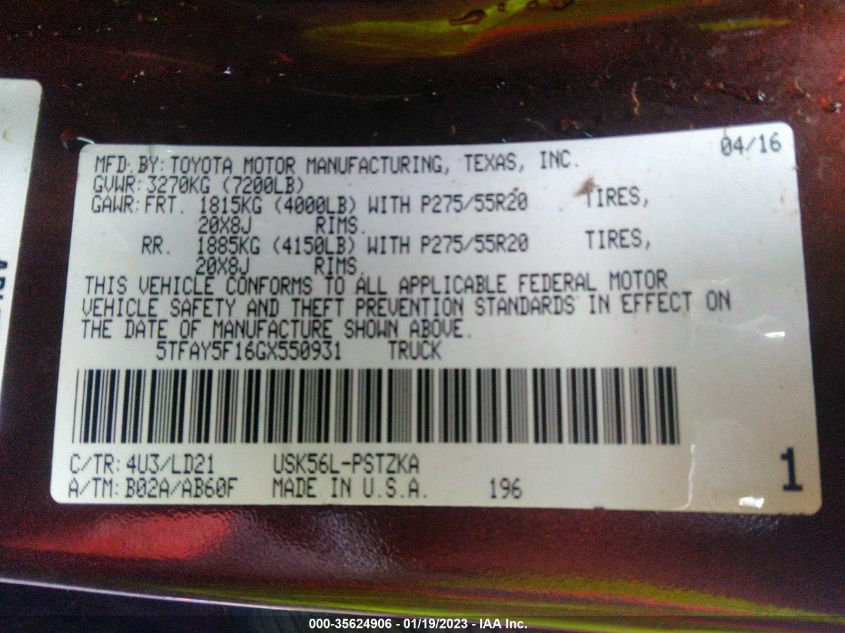 04/16
MFD. BY: TOYOTA MOTOR MANUFACTURING, TEXAS, INC.
GVWR: 3270KG (7200LB)
GAWR: FRT. 1815KG (4000LB) WITH P275/55R20 TIRES,
20X8J RIMS.
RR. 1885KG (4150LB) WITH P275/55R20 TIRES,
20X8J RIMS.
THIS VEHICLE CONFORMS TO ALL APPLICABLE FEDERAL MOTOR
VEHICLE SAFETY AND THEFT PREVENTION STANDARDS IN EFFECT ON
THE DATE OF MANUFACTURE SHOWN ABOVE.
5TFAY5F16GX550931 TRUCK
C/TR: 4U3/LD21 USK56L-PSTZKA
A/TM: B02A/AB60F MADE IN U.S.A. 196
1
000-35624906 - 01/19/2023 - IAA Inc.